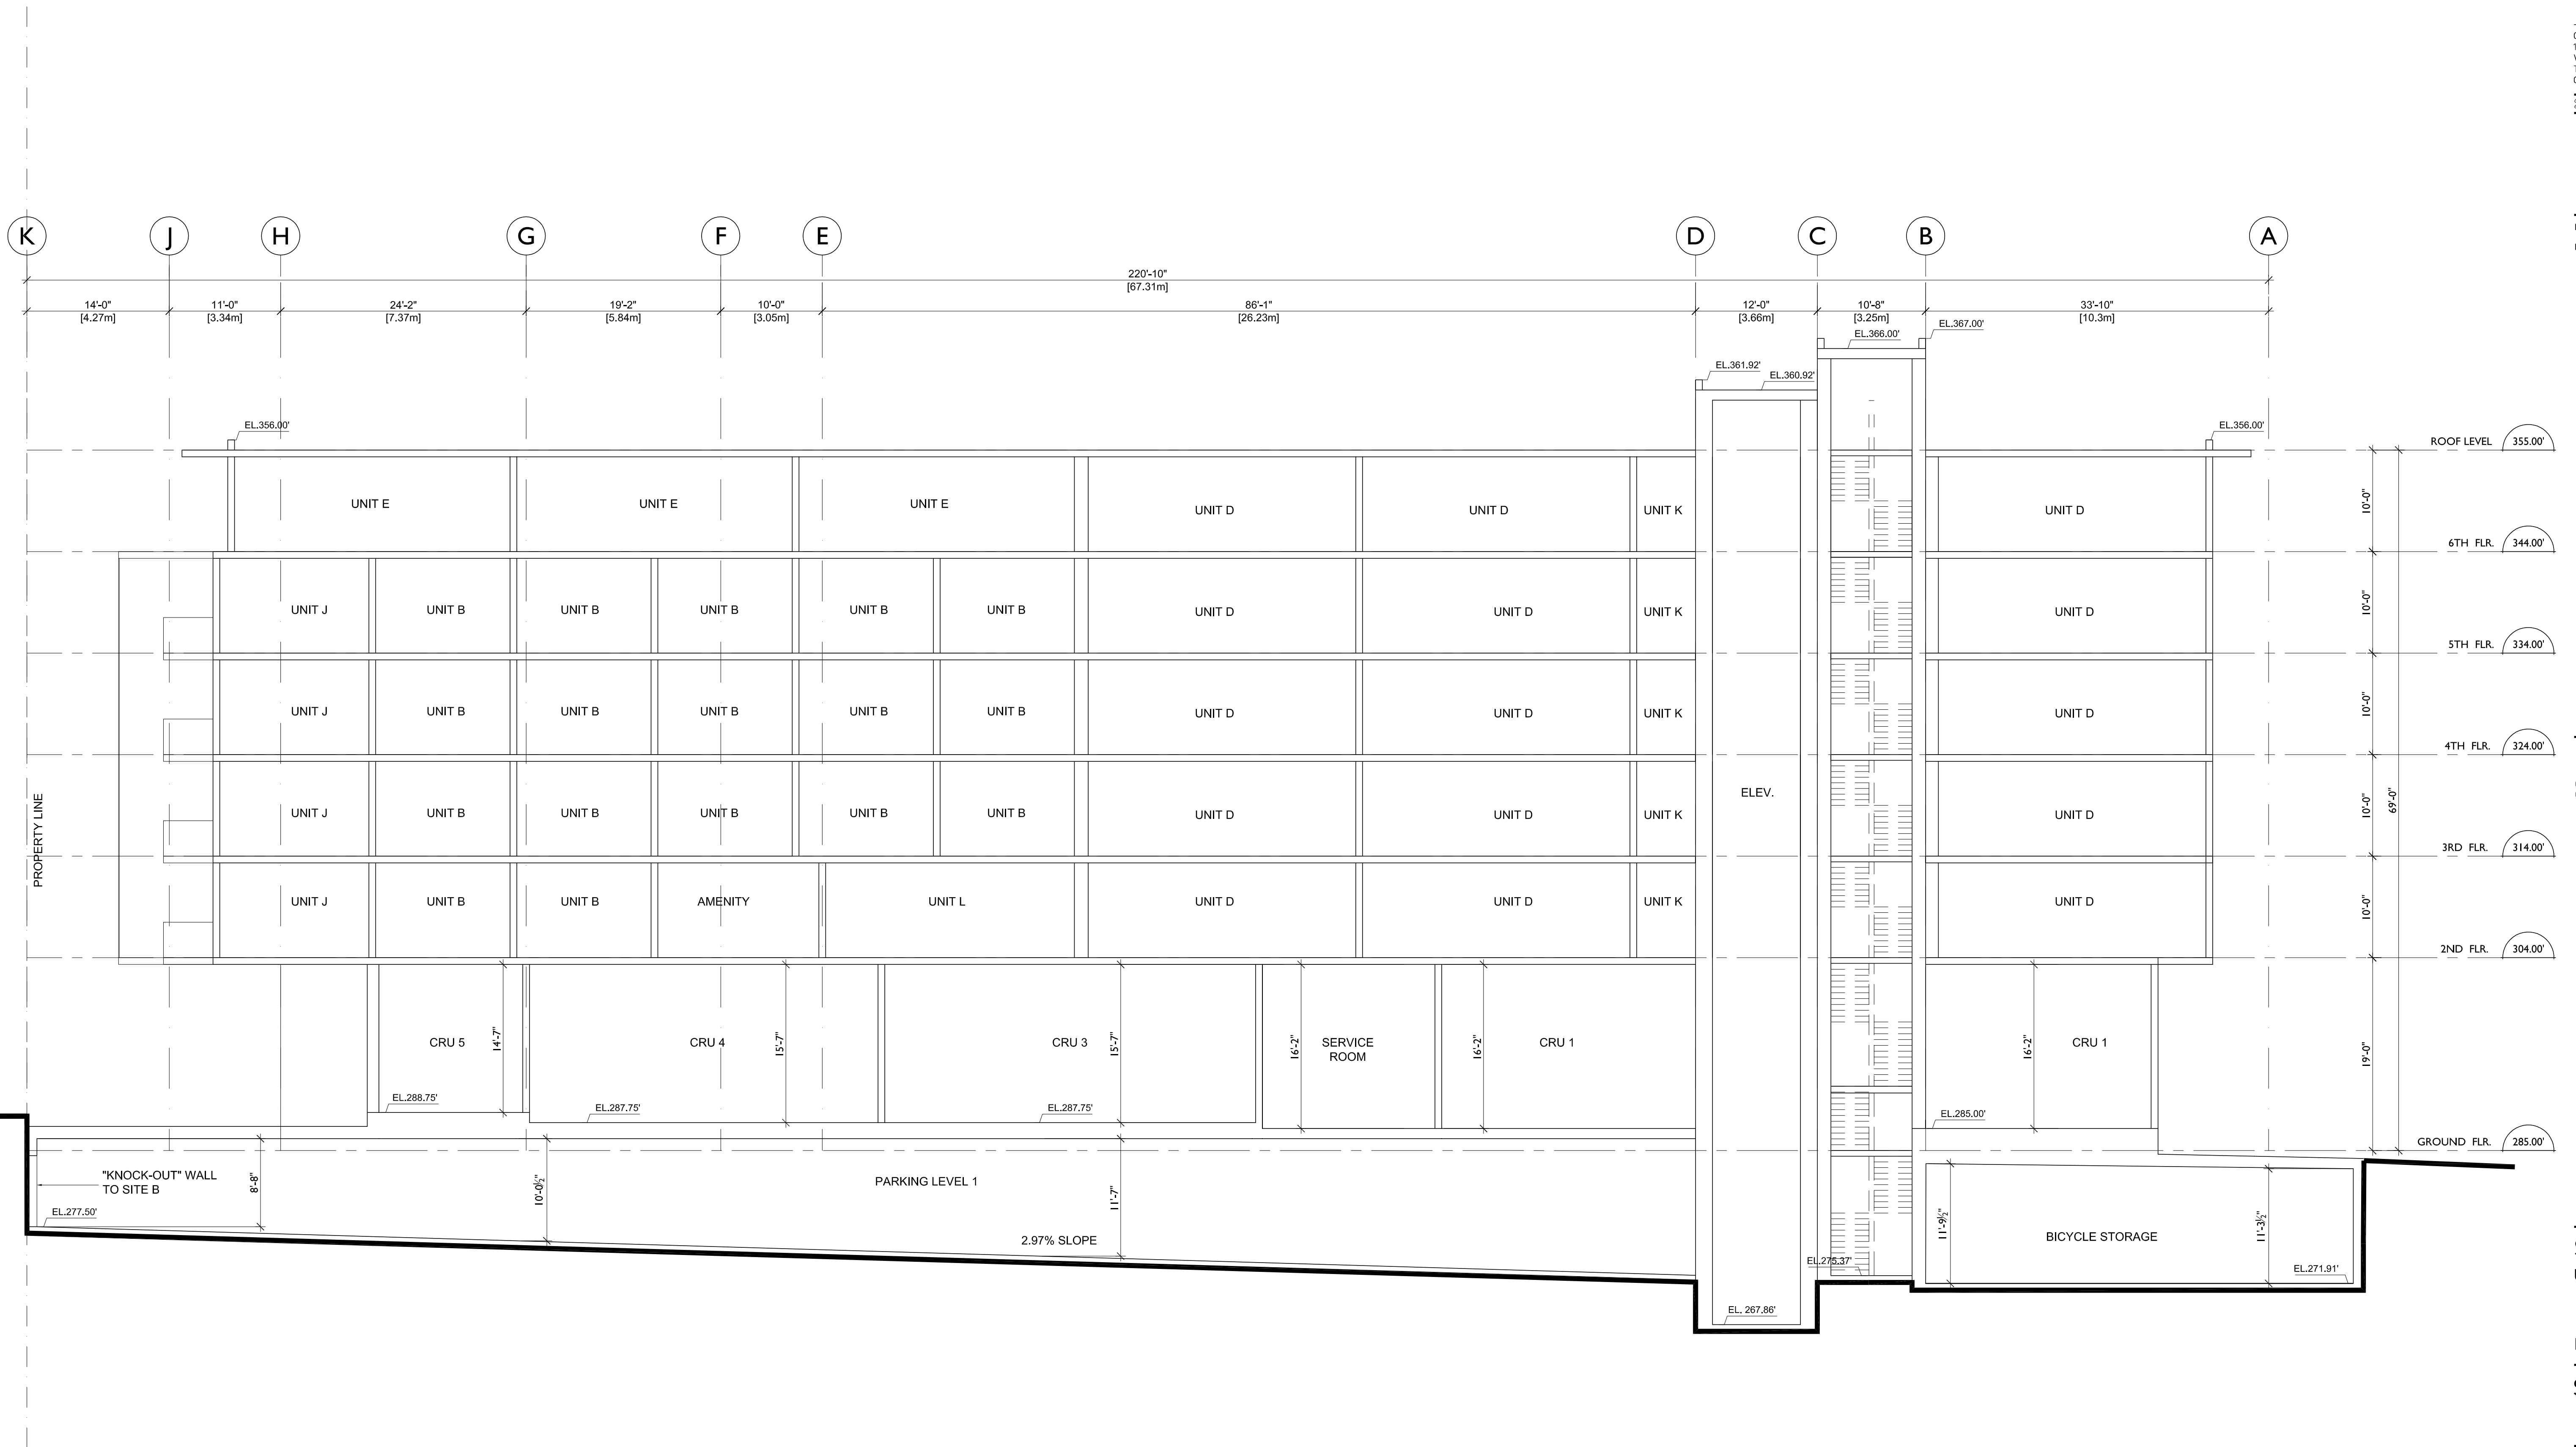 K J H G F E D C B A
220'-10"
[67.31m]
14'-0" 11'-0" 24'-2" 19'-2" 10'-0" 86'-1" 12'-0" 10'-8" 33'-10"
[4.27m] [3.34m] [7.37m] [5.84m] [3.05m] [26.23m] [3.66m] [3.25m] [10.3m]
EL.367.00'
EL.366.00'
EL.361.92'
EL.360.92'
EL.356.00' EL.356.00'
ROOF LEVEL 355.00'
UNIT E UNIT E UNIT E UNIT D UNIT D UNIT K UNIT D
10'-0"
6TH FLR. 344.00'
UNIT J UNIT B UNIT B UNIT B UNIT B UNIT B UNIT D UNIT D UNIT K UNIT D
10'-0"
5TH FLR. 334.00'
UNIT J UNIT B UNIT B UNIT B UNIT B UNIT B UNIT D UNIT D UNIT K UNIT D
10'-0"
4TH FLR. 324.00'
ELEV.
PROPERTY LINE
UNIT J UNIT B UNIT B UNIT B UNIT B UNIT B UNIT D UNIT D UNIT K UNIT D
10'-0"
69'-0"
3RD FLR. 314.00'
UNIT J UNIT B UNIT B AMENITY UNIT L UNIT D UNIT D UNIT K UNIT D
10'-0"
2ND FLR. 304.00'
CRU 5 14'-7" CRU 4 15'-7" CRU 3 15'-7" 16'-2" SERVICE
ROOM
16'-2" CRU 1 16'-2" CRU 1
19'-0"
EL.288.75'
EL.287.75' EL.287.75'
EL.285.00'
GROUND FLR. 285.00'
"KNOCK-OUT" WALL
TO SITE B
8'-8"
10'-0½"
PARKING LEVEL 1
11'-7"
EL.277.50'
2.97% SLOPE
EL.275.37'
11'-9½"
BICYCLE STORAGE
11'-3½"
EL.271.91'
EL. 267.86'